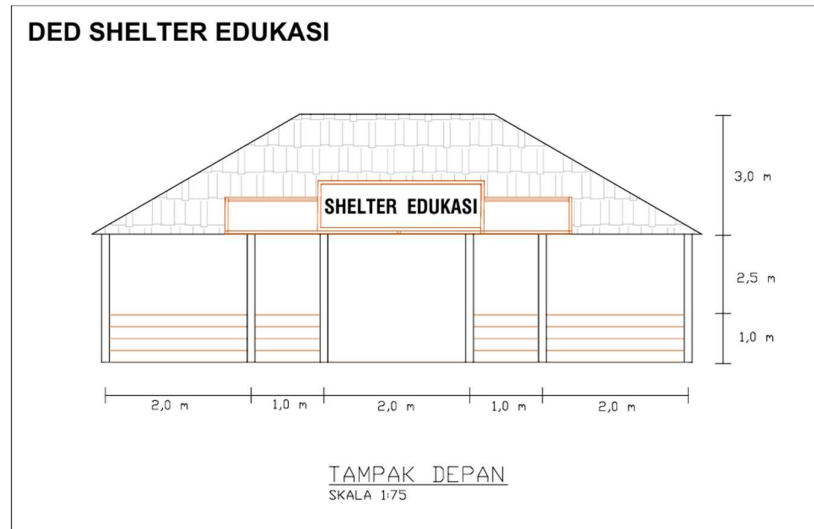 DED SHELTER EDUKASI
SHELTER EDUKASI
3,0 m
2,5 m
1,0 m
2,0 m 1,0 m 2,0 m 1,0 m 2,0 m
TAMPAK DEPAN
SKALA 1:75